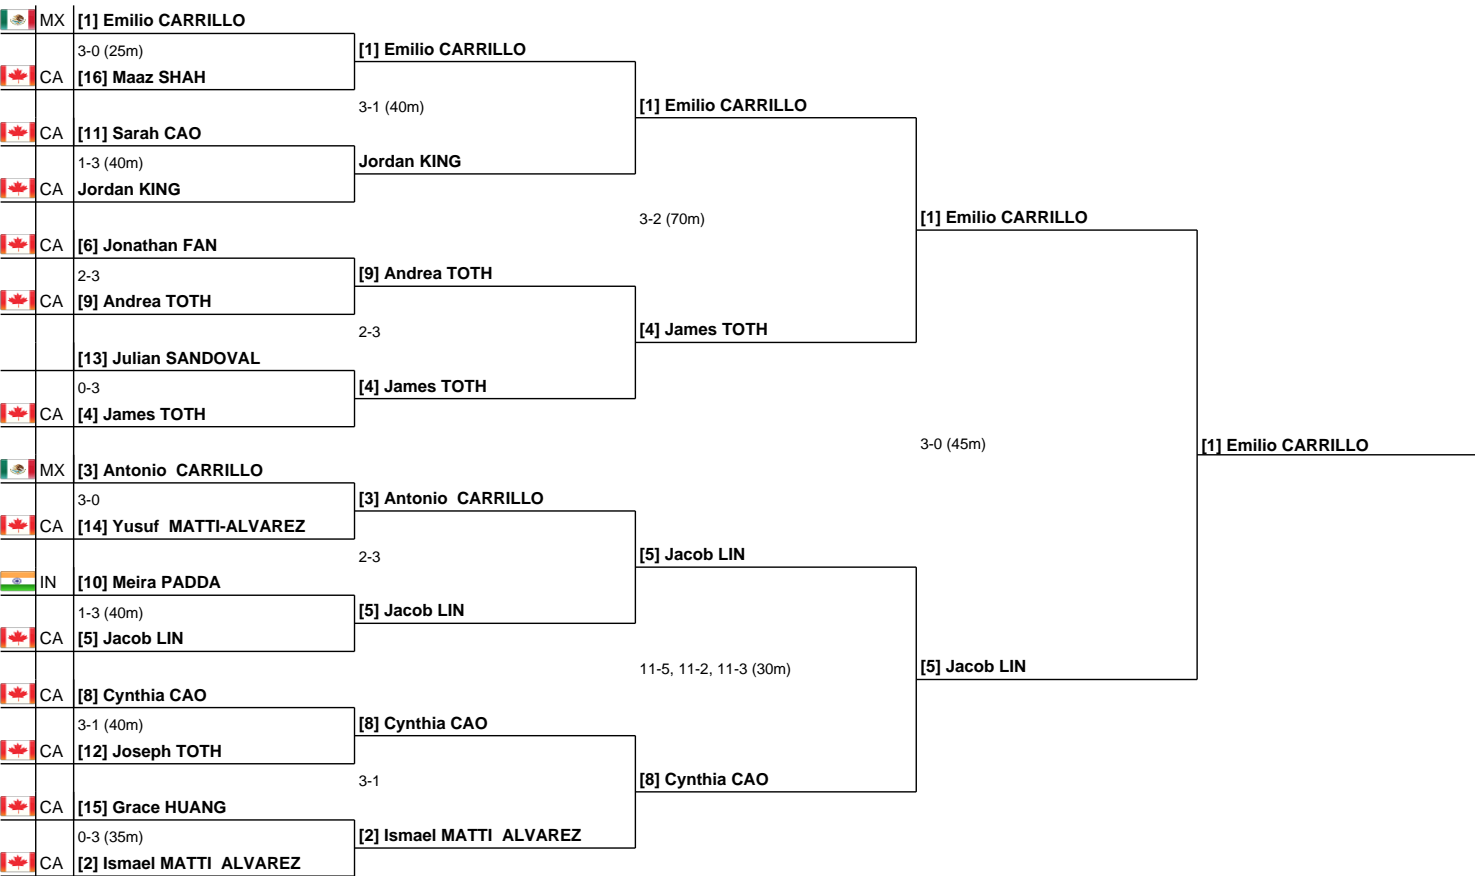 MX [1] Emilio CARRILLO
3-0 (25m)
[1] Emilio CARRILLO
CA [16] Maaz SHAH
3-1 (40m)
[1] Emilio CARRILLO
CA [11] Sarah CAO
1-3 (40m)
Jordan KING
CA Jordan KING
3-2 (70m)
[1] Emilio CARRILLO
CA [6] Jonathan FAN
2-3
[9] Andrea TOTH
CA [9] Andrea TOTH
2-3
[4] James TOTH
[13] Julian SANDOVAL
0-3
[4] James TOTH
CA [4] James TOTH
3-0 (45m)
[1] Emilio CARRILLO
MX [3] Antonio CARRILLO
3-0
[3] Antonio CARRILLO
CA [14] Yusuf MATTI-ALVAREZ
2-3
[5] Jacob LIN
IN [10] Meira PADDA
1-3 (40m)
[5] Jacob LIN
CA [5] Jacob LIN
11-5, 11-2, 11-3 (30m)
[5] Jacob LIN
CA [8] Cynthia CAO
3-1 (40m)
[8] Cynthia CAO
CA [12] Joseph TOTH
3-1
[8] Cynthia CAO
CA [15] Grace HUANG
0-3 (35m)
[2] Ismael MATTI ALVAREZ
CA [2] Ismael MATTI ALVAREZ